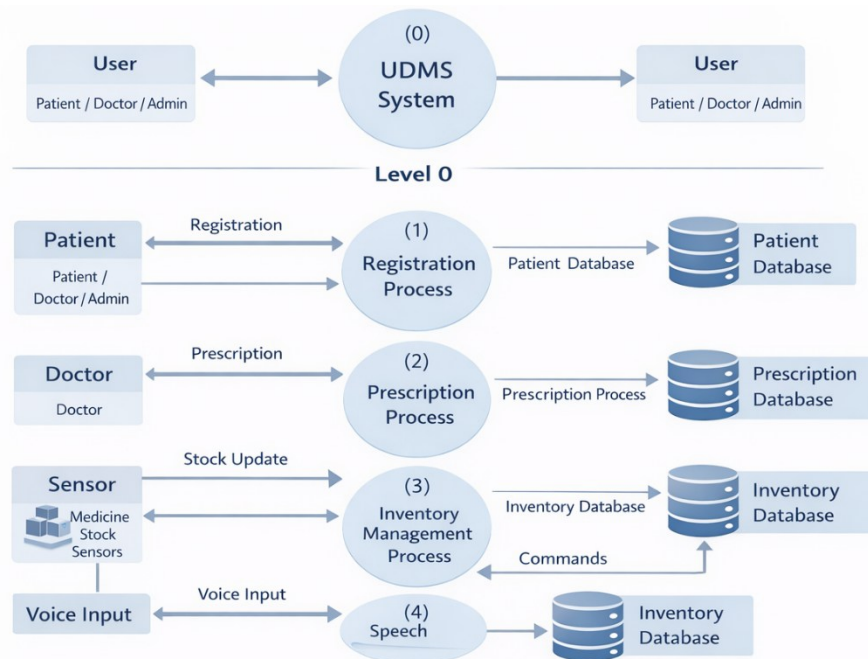 (0)
UDMS
System
User
Patient / Doctor / Admin
User
Patient / Doctor / Admin
Level 0
Patient
Patient /
Doctor / Admin
Registration
(1)
Registration
Process
Patient Database
Patient
Database
Doctor
Doctor
Prescription
(2)
Prescription
Process
Prescription Process
Prescription
Database
Sensor
Medicine
Stock
Sensors
Stock Update
(3)
Inventory
Management
Process
Inventory Database
Inventory
Database
Commands
Voice Input
Voice Input
(4)
Speech
Inventory
Database